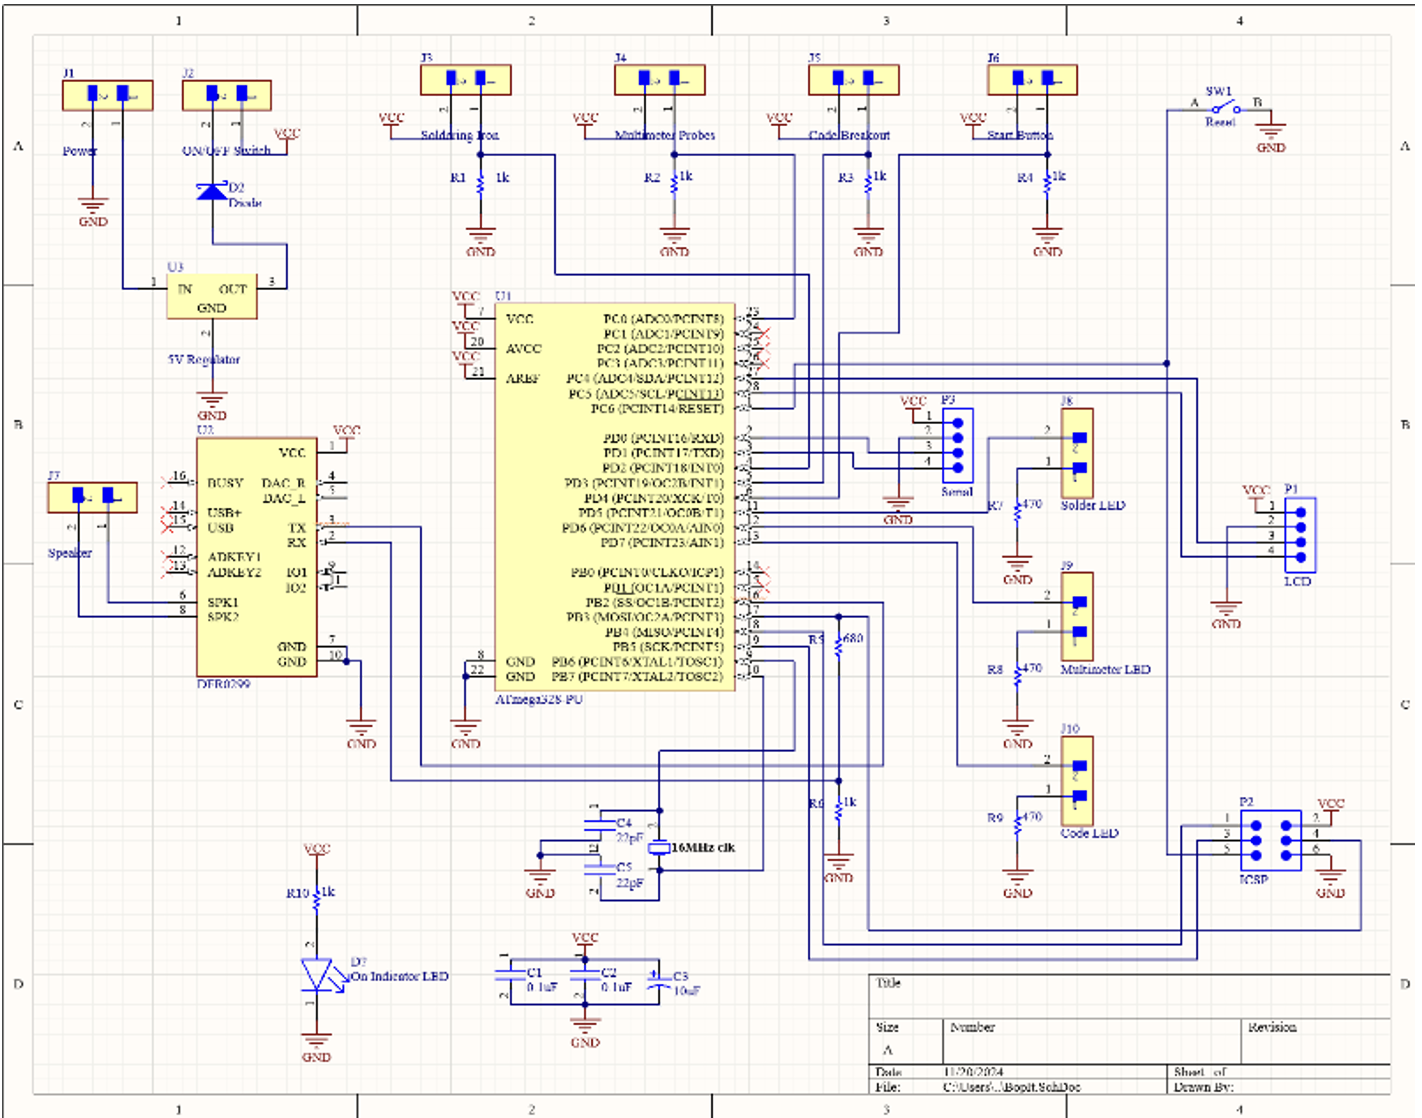 1 2 3 4
A A
B B
C C
D D
1 2 3 4
J1
2 1
Power
GND
J2
2 1
VCC
ON/OFF Switch
D2
Diode
U3
1 IN OUT 3
GND
2
5V Regulator
GND
J3
2 1
VCC
Soldering Iron
R1 1k
GND
J4
2 1
VCC
Multimeter Probes
R2 1k
GND
J5
2 1
VCC
Code Breakout
R3 1k
GND
J6
2 1
VCC
Start Button
R4 1k
GND
SW1
A B
Reset
GND
U1
VCC
7 VCC
VCC
20 AVCC
VCC
21 AREF
8 GND
22 GND
GND
PC0 (ADC0/PCINT8) 23
PC1 (ADC1/PCINT9)
PC2 (ADC2/PCINT10)
PC3 (ADC3/PCINT11)
PC4 (ADC4/SDA/PCINT12)
PC5 (ADC5/SCL/PCINT13)
PC6 (PCINT14/RESET)
PD0 (PCINT16/RXD) 2
PD1 (PCINT17/TXD)
PD2 (PCINT18/INT0)
PD3 (PCINT19/OC2B/INT1)
PD4 (PCINT20/XCK/T0)
PD5 (PCINT21/OC0B/T1) 11
PD6 (PCINT22/OC0A/AIN0) 12
PD7 (PCINT23/AIN1) 13
PB0 (PCINT0/CLKO/ICP1) 14
PB1 (OC1A/PCINT1)
PB2 (SS/OC1B/PCINT2) 16
PB3 (MOSI/OC2A/PCINT3) 17
PB4 (MISO/PCINT4) 18
PB5 (SCK/PCINT5) 19
PB6 (PCINT6/XTAL1/TOSC1) 9
PB7 (PCINT7/XTAL2/TOSC2) 10
ATmega328-PU
U2
VCC
VCC 1
16 BUSY DAC_R 4
DAC_L 5
14 USB+
15 USB TX 3
RX 2
12 ADKEY1
13 ADKEY2 IO1 9
IO2
6 SPK1
8 SPK2
GND 7
GND 10
DFR0299
GND
J7
2 1
Speaker
P3
VCC
1
2
3
4
Serial
GND
J8
2
1
R7 470
Solder LED
GND
J9
2
1
R8 470
Multimeter LED
GND
J10
2
1
R9 470
Code LED
GND
P1
VCC
1
2
3
4
LCD
GND
R5 680
R6 1k
GND
C4
22pF
C5
22pF
16MHz clk
GND
P2
VCC
1 2
3 4
5 6
ICSP
GND
VCC
R10 1k
2
D?
On Indicator LED
1
GND
VCC
C1
0.1uF
C2
0.1uF
C3
10uF
GND
Title
Size Number Revision
A
Date: 11/20/2024 Sheet of
File: C:\Users\..\BopIt.SchDoc Drawn By: